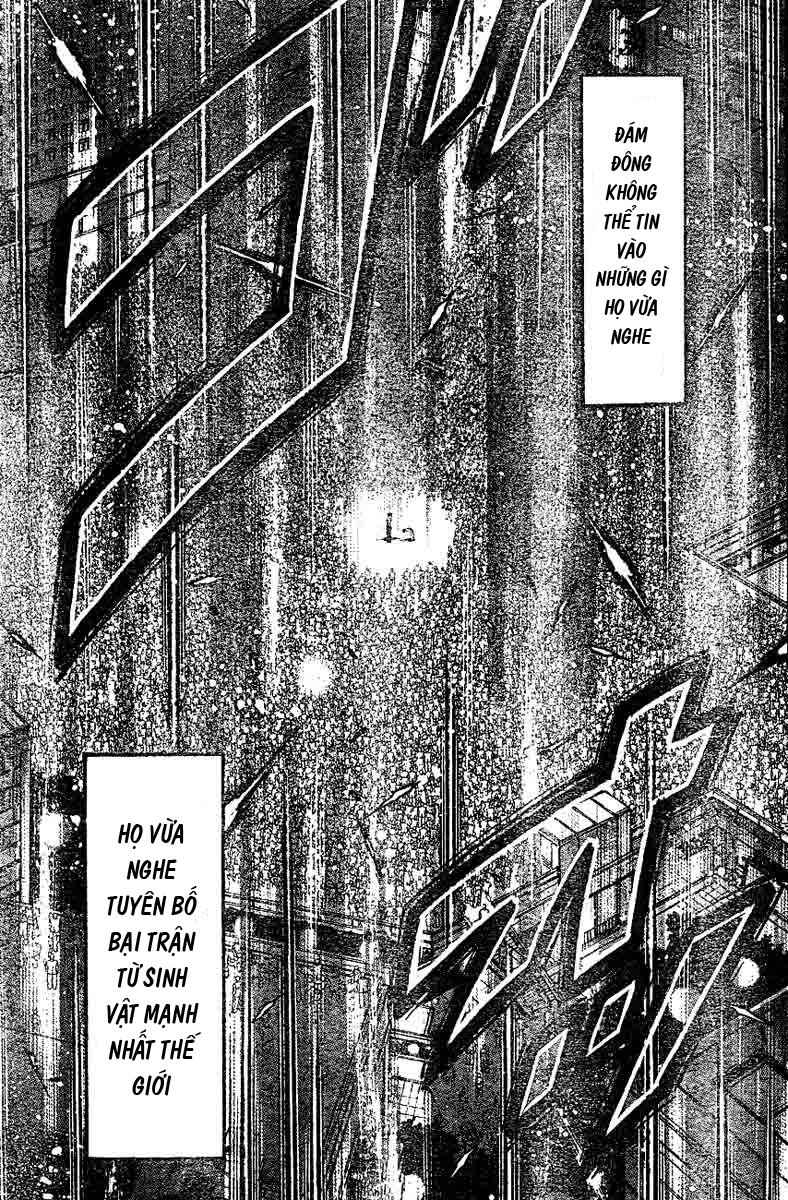 ĐÁM
ĐÔNG
KHÔNG
THỂ TIN
VÀO
NHỮNG GÌ
HỌ VỪA
NGHE
HỌ VỪA
NGHE
TUYÊN BỐ
BẠI TRẬN
TỪ SINH
VẬT MẠNH
NHẤT THẾ
GIỚI